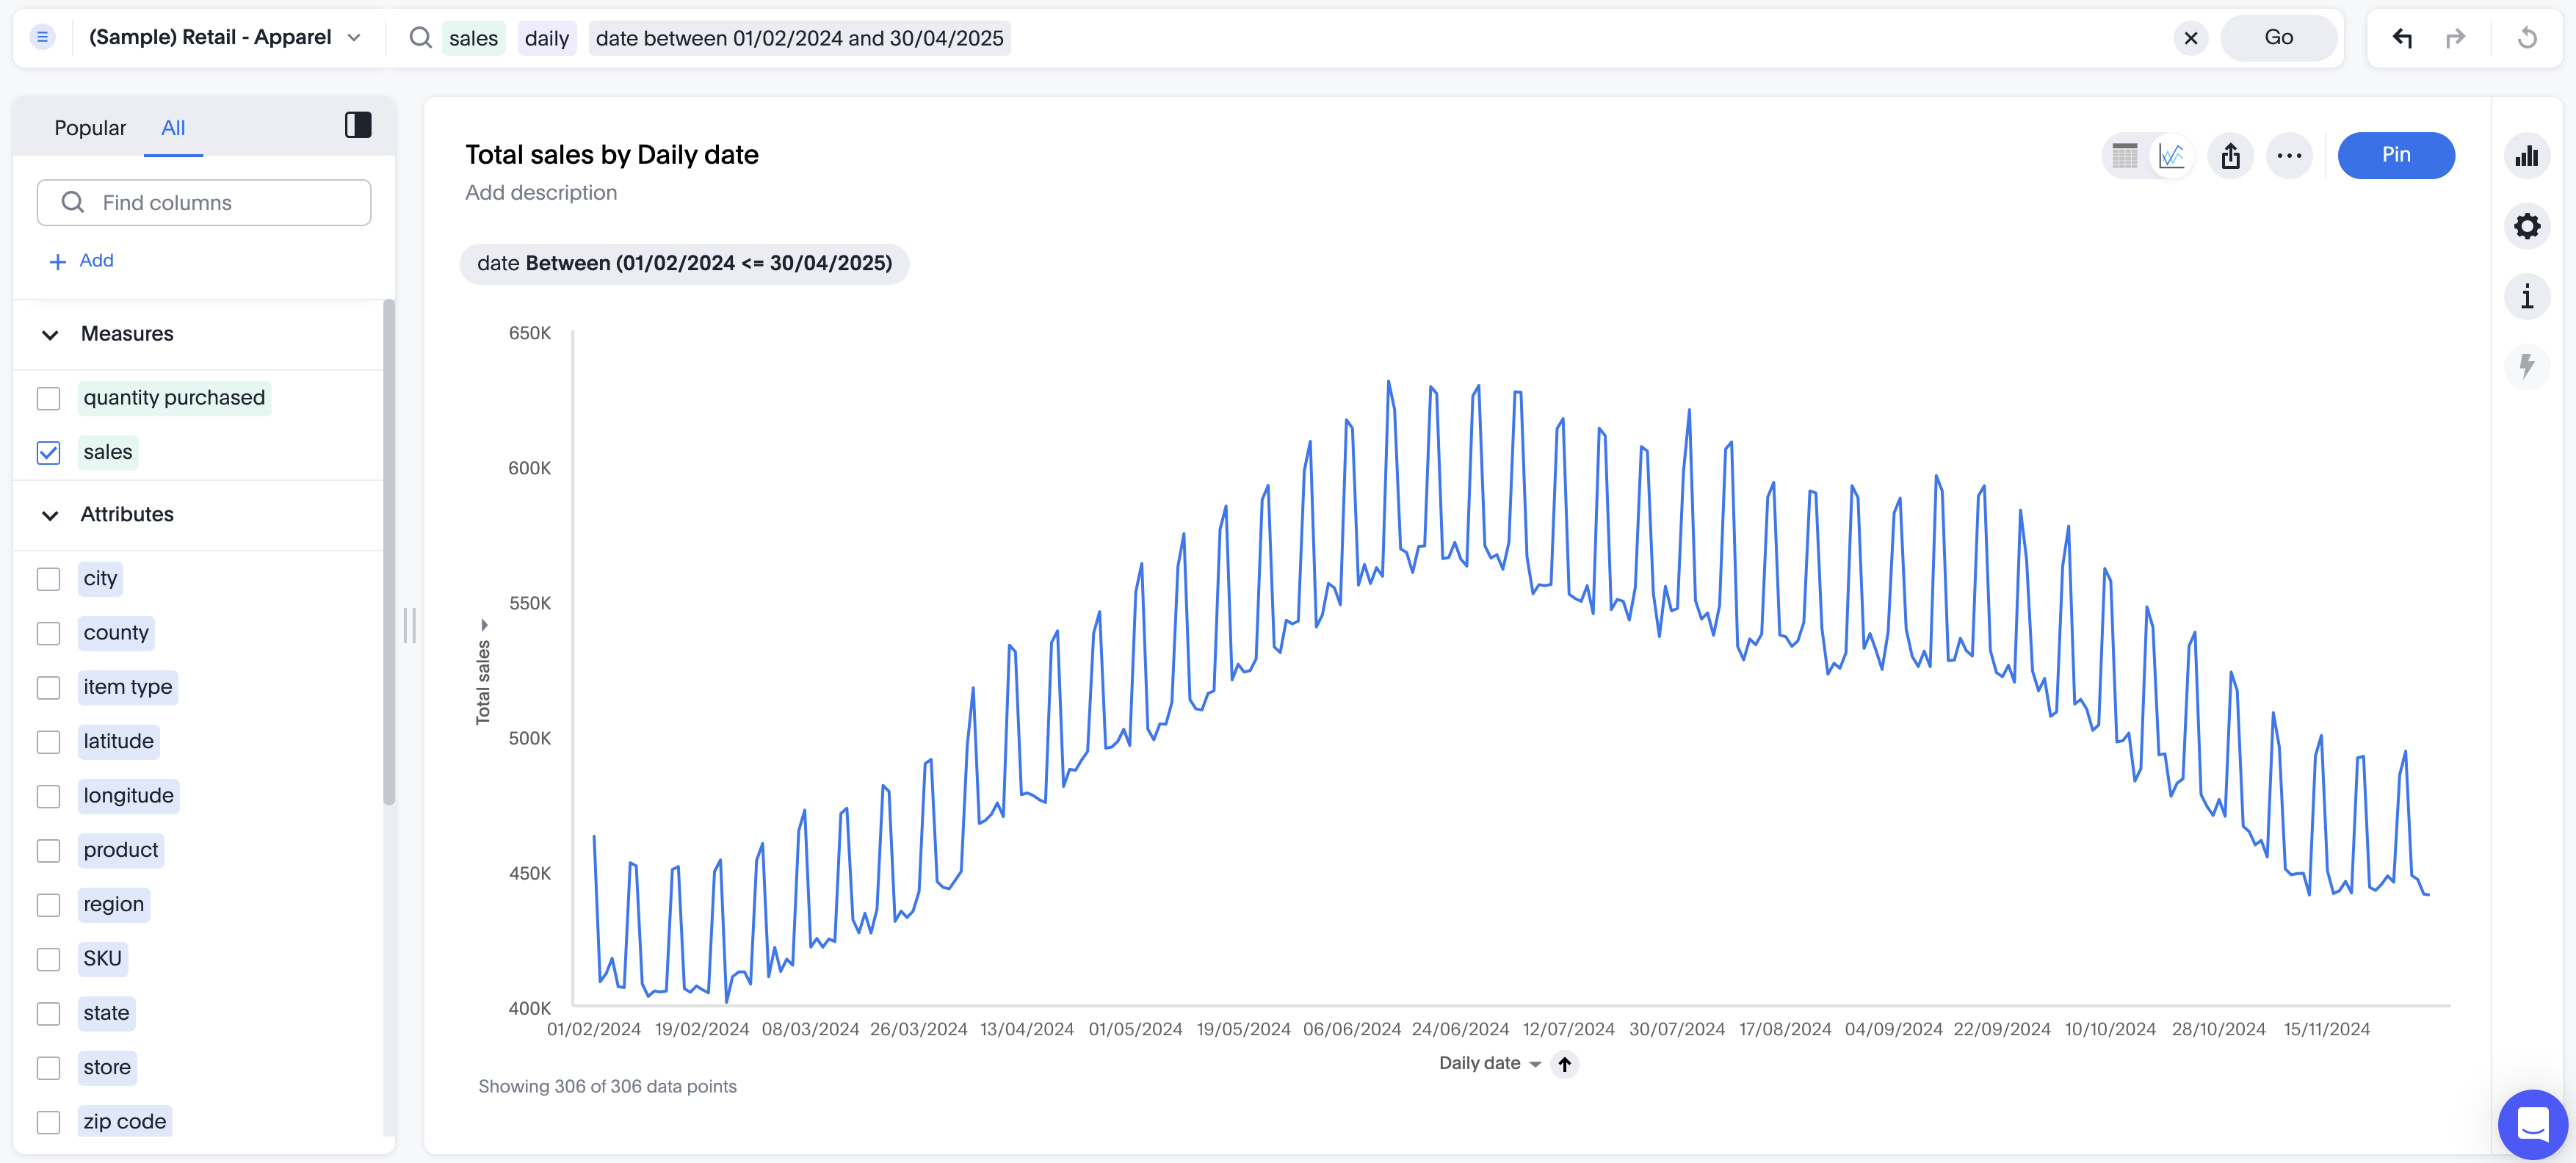 (Sample) Retail - Apparel
sales daily date between 01/02/2024 and 30/04/2025
Go
Popular All
Find columns
+ Add
Measures
quantity purchased
sales
Attributes
city
county
item type
latitude
longitude
product
region
SKU
state
store
zip code
Total sales by Daily date
Add description
Pin
date Between (01/02/2024 <= 30/04/2025)
650K
600K
550K
500K
450K
400K
Total sales
01/02/2024 19/02/2024 08/03/2024 26/03/2024 13/04/2024 01/05/2024 19/05/2024 06/06/2024 24/06/2024 12/07/2024 30/07/2024 17/08/2024 04/09/2024 22/09/2024 10/10/2024 28/10/2024 15/11/2024
Daily date
Showing 306 of 306 data points